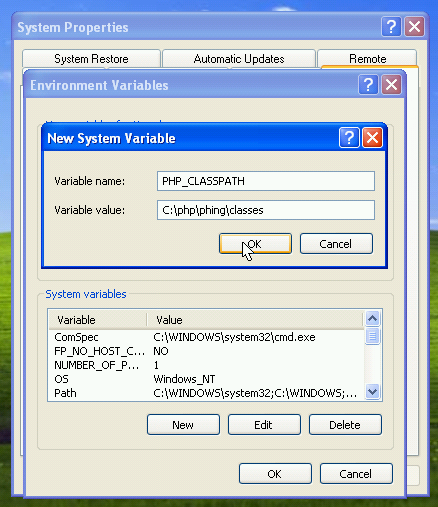 System Properties
System Restore
Automatic Updates
Remote
Environment Variables
New System Variable
Variable name:
PHP_CLASSPATH
Variable value:
C:\php\phing\classes
OK
Cancel
System variables
Variable
Value
ComSpec
C:\WINDOWS\system32\cmd.exe
FP_NO_HOST_C...
NO
NUMBER_OF_P...
1
OS
Windows_NT
Path
C:\WINDOWS\system32;C:\WINDOWS;...
New
Edit
Delete
OK
Cancel